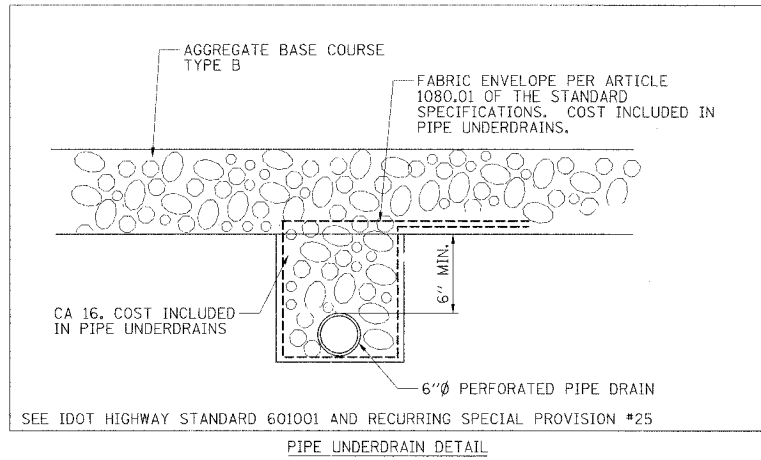 AGGREGATE BASE COURSE
TYPE B
FABRIC ENVELOPE PER ARTICLE
1080.01 OF THE STANDARD
SPECIFICATIONS. COST INCLUDED IN
PIPE UNDERDRAINS.
6" MIN.
CA 16. COST INCLUDED
IN PIPE UNDERDRAINS
6"Ø PERFORATED PIPE DRAIN
SEE IDOT HIGHWAY STANDARD 601001 AND RECURRING SPECIAL PROVISION #25
PIPE UNDERDRAIN DETAIL